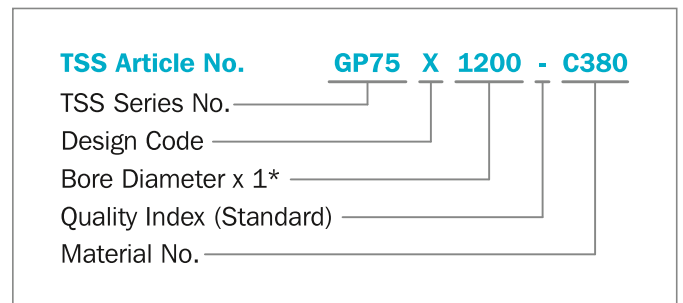 TSS Article No. GP75 X 1200 - C380
TSS Series No.
Design Code
Bore Diameter x 1*
Quality Index (Standard)
Material No.